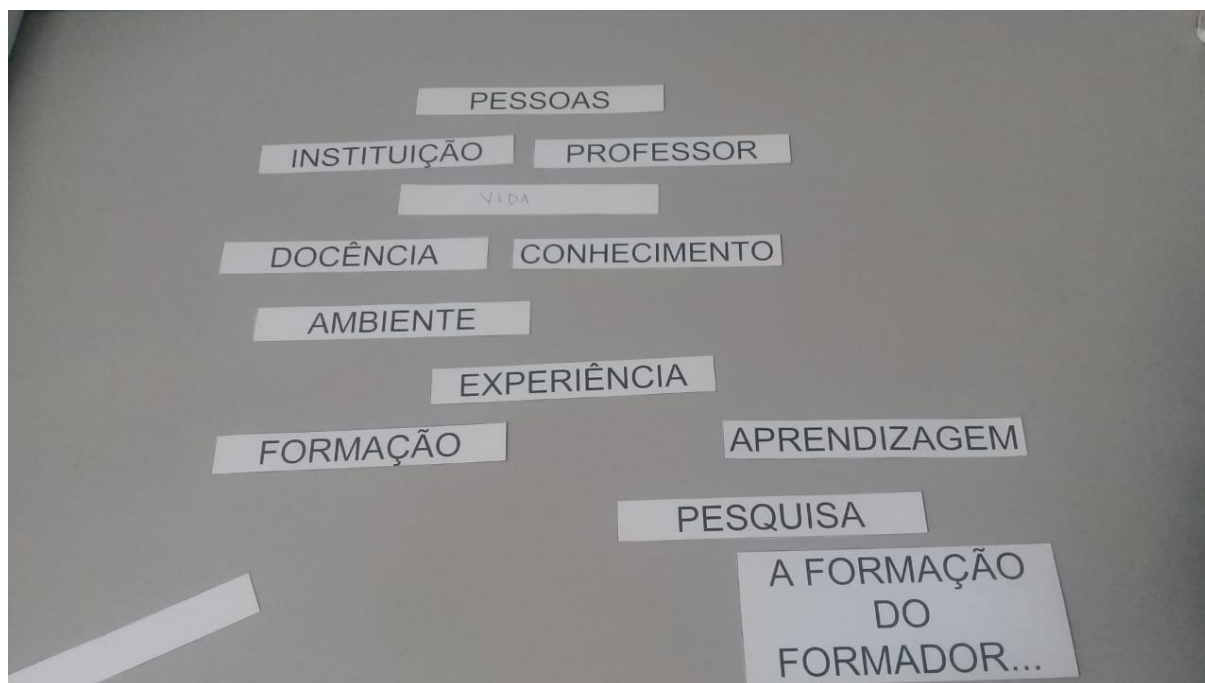 PESSOAS
INSTITUIÇÃO PROFESSOR
VIDA
DOCÊNCIA CONHECIMENTO
AMBIENTE
EXPERIÊNCIA
FORMAÇÃO APRENDIZAGEM
PESQUISA
A FORMAÇÃO
DO
FORMADOR...